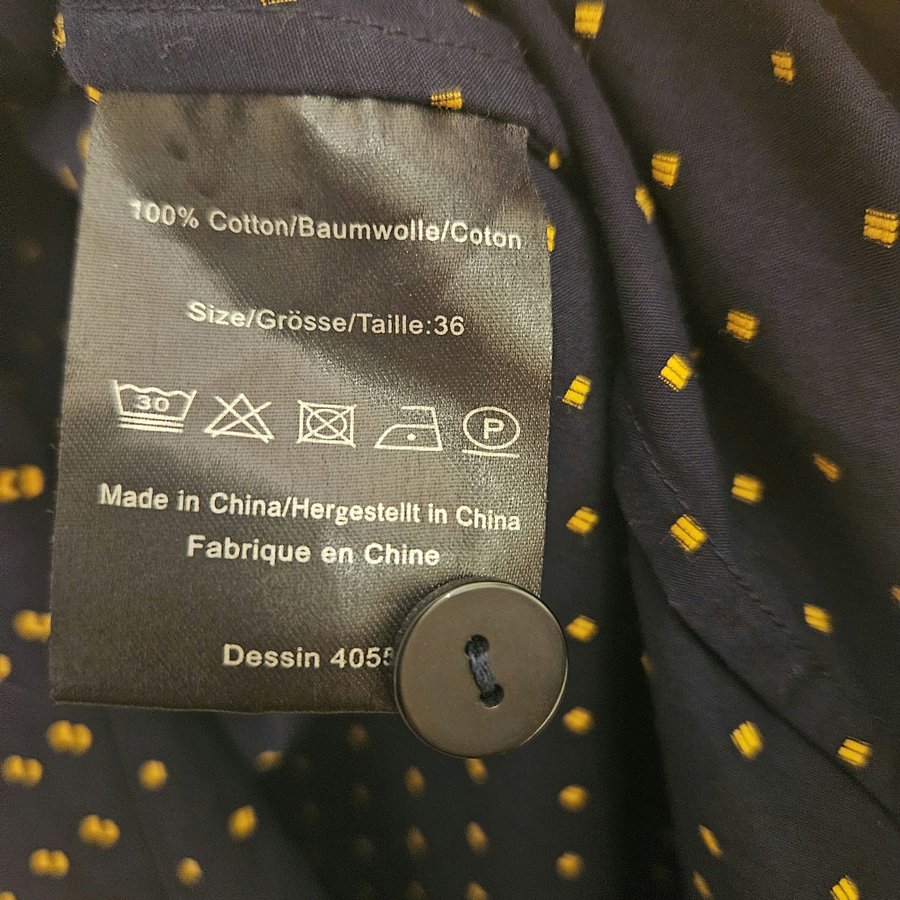 100% Cotton/Baumwolle/Coton
Size/Grösse/Taille:36
30
P
Made in China/Hergestellt in China
Fabrique en Chine
Dessin 4055